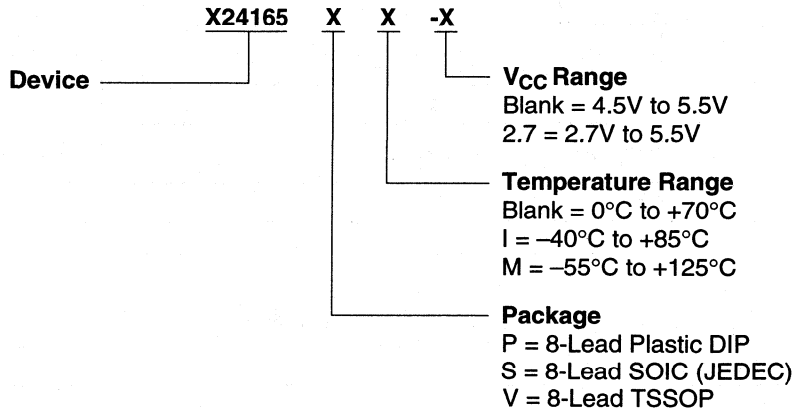 X24165 X X -X
Device
VCC Range
Blank = 4.5V to 5.5V
2.7 = 2.7V to 5.5V
Temperature Range
Blank = 0°C to +70°C
I = –40°C to +85°C
M = –55°C to +125°C
Package
P = 8-Lead Plastic DIP
S = 8-Lead SOIC (JEDEC)
V = 8-Lead TSSOP